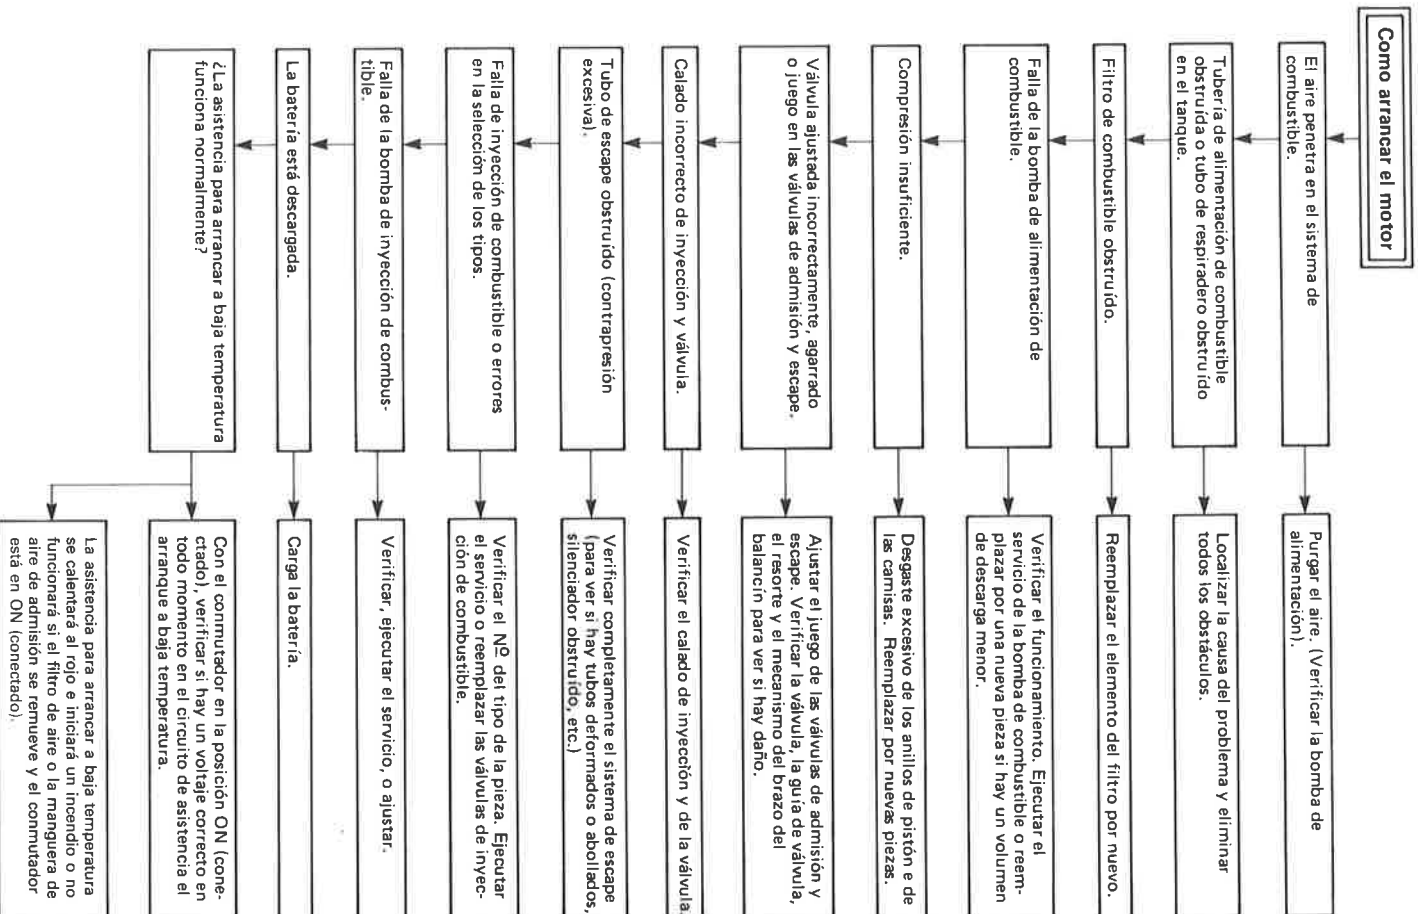 Como arrancar el motor
El aire penetra en el sistema de
combustible.
Purgar el aire. (Verificar la bomba de
alimentación).
Tubería de alimentación de combustible
obstruída o tubo de respiradero obstruído
en el tanque.
Localizar la causa del problema y eliminar
todos los obstáculos.
Filtro de combustible obstruído.
Reemplazar el elemento del filtro por nuevo.
Falla de la bomba de alimentación de
combustible.
Verificar el funcionamiento. Ejecutar el
servicio de la bomba de combustible o reem-
plazar por una nueva pieza si hay un volumen
de descarga menor.
Compresión insuficiente.
Desgaste excesivo de los anillos de pistón e de
las camisas. Reemplazar por nuevas piezas.
Válvula ajustada incorrectamente, agarrado
o juego en las válvulas de admisión y escape.
Ajustar el juego de las válvulas de admisión y
escape. Verificar la válvula, la guía de válvula,
el resorte y el mecanismo del brazo del
balancín para ver si hay daño.
Calado incorrecto de inyección y válvula.
Verificar el calado de inyección y de la válvula.
Tubo de escape obstruído (contrapresión
excesiva).
Verificar completamente el sistema de escape
(para ver si hay tubos deformados o abollados,
silenciador obstruído, etc.)
Falla de inyección de combustible o errores
en la selección de los tipos.
Verificar el Nº del tipo de la pieza. Ejecutar
el servicio o reemplazar las válvulas de inyec-
ción de combustible.
Falla de la bomba de inyección de combus-
tible.
Verificar, ejecutar el servicio, o ajustar.
La batería está descargada.
Carga la batería.
¿La asistencia para arrancar a baja temperatura
funciona normalmente?
Con el conmutador en la posición ON (cone-
ctado), verificar si hay un voltaje correcto en
todo momento en el circuito de asistencia el
arranque a baja temperatura.
La asistencia para arrancar a baja temperatura
se calentará al rojo e iniciará un incendio o no
funcionará si el filtro de aire o la manguera de
aire de admisión se remueve y el conmutador
está en ON (conectado).